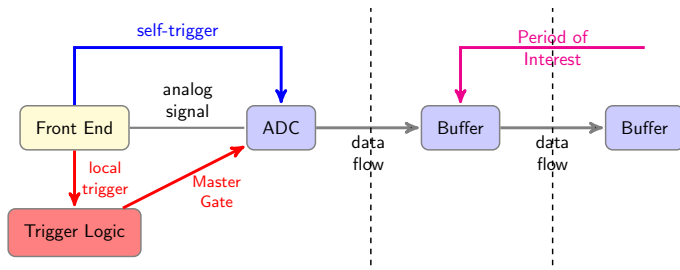 self-trigger
Period of
Interest
analog
signal
Front End
ADC
Buffer
Buffer
data
flow
data
flow
local
trigger
Master
Gate
Trigger Logic